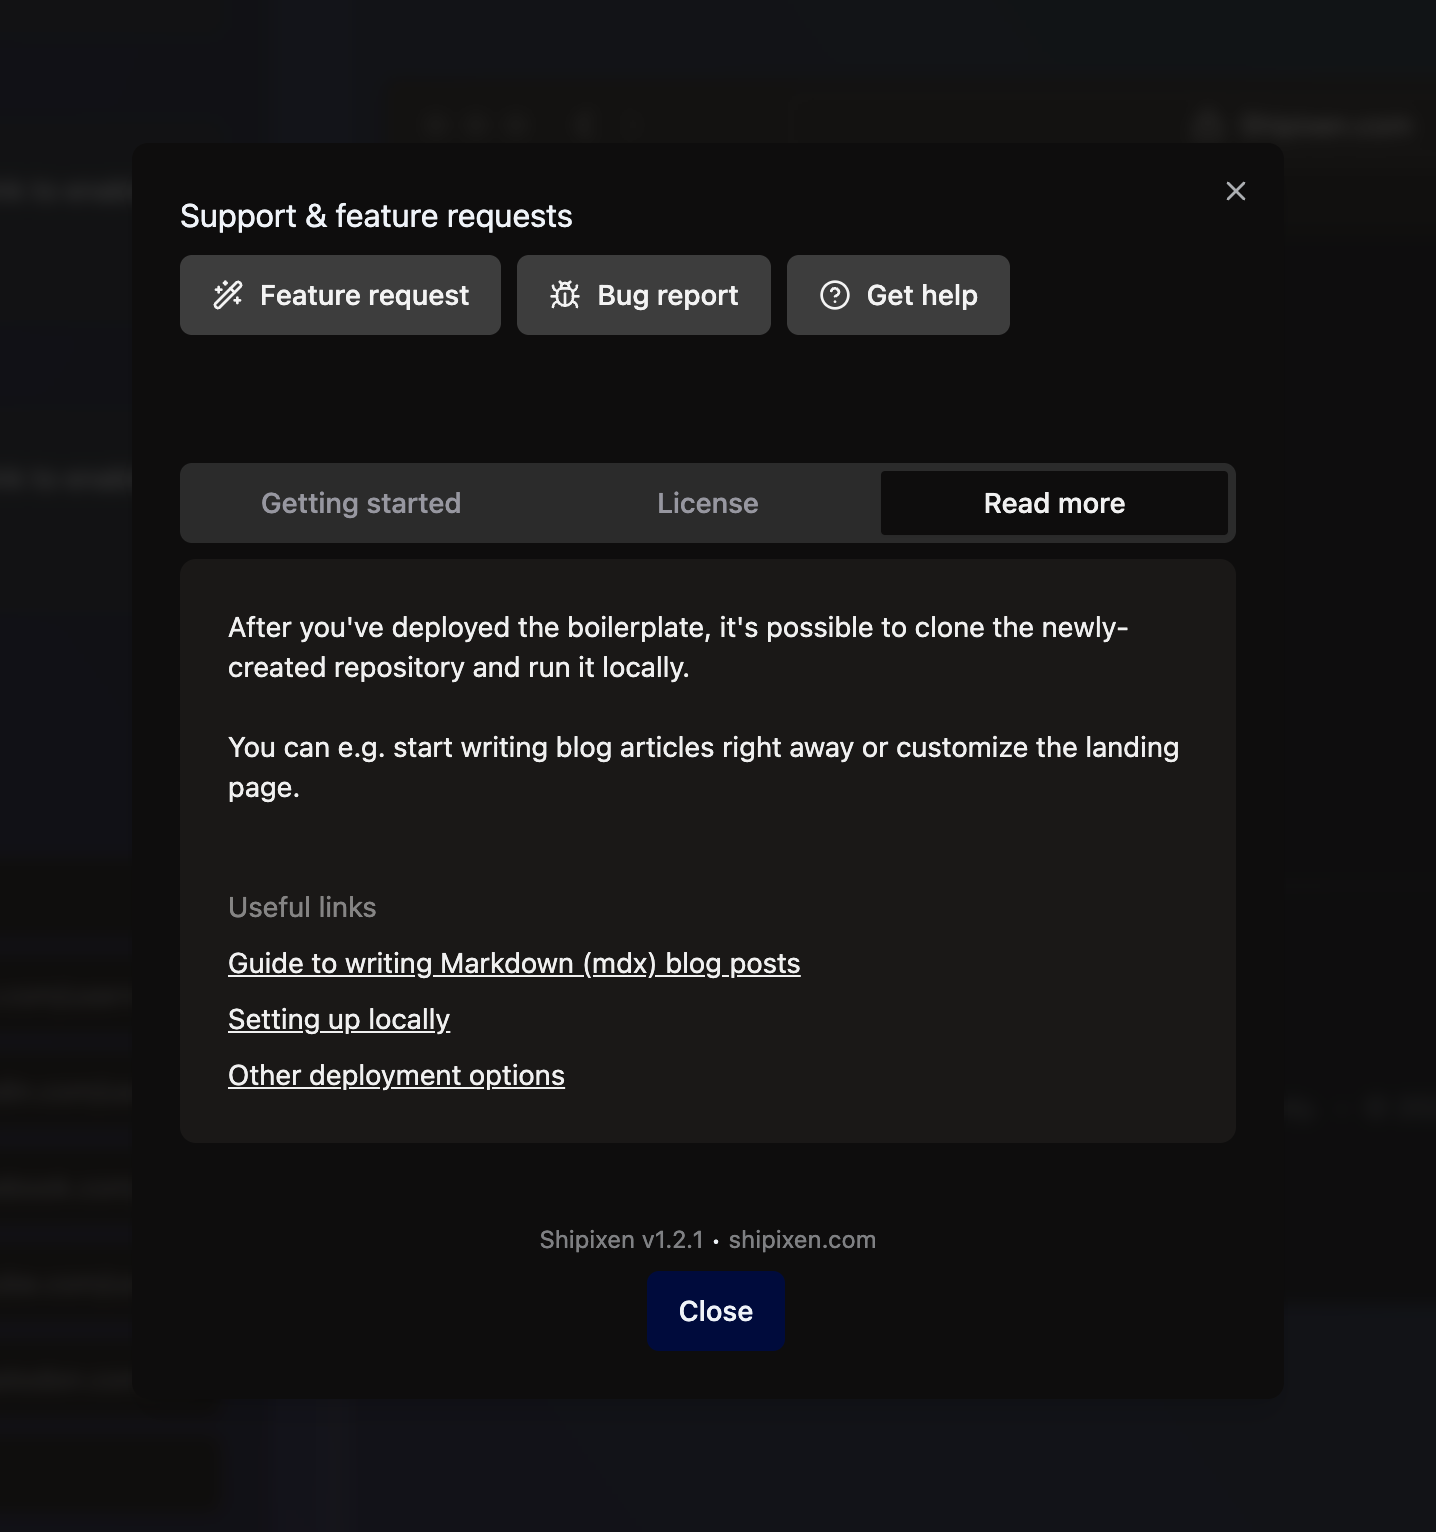 Support & feature requests
Feature request
Bug report
Get help
Getting started
License
Read more
After you've deployed the boilerplate, it's possible to clone the newly-
created repository and run it locally.
You can e.g. start writing blog articles right away or customize the landing
page.
Useful links
Guide to writing Markdown (mdx) blog posts
Setting up locally
Other deployment options
Shipixen v1.2.1 • shipixen.com
Close